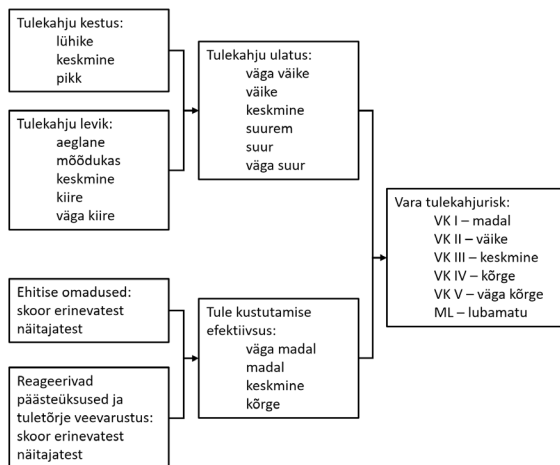 Tulekahju kestus:
lühike
keskmine
pikk
Tulekahju levik:
aeglane
mõõdukas
keskmine
kiire
väga kiire
Tulekahju ulatus:
väga väike
väike
keskmine
suurem
suur
väga suur
Ehitise omadused:
skoor erinevatest
näitajatest
Reageerivad
päästeüksused ja
tuletõrje veevarustus:
skoor erinevatest
näitajatest
Tule kustutamise
efektiivsus:
väga madal
madal
keskmine
kõrge
Vara tulekahjurisk:
VK I – madal
VK II – väike
VK III – keskmine
VK IV – kõrge
VK V – väga kõrge
ML – lubamatu